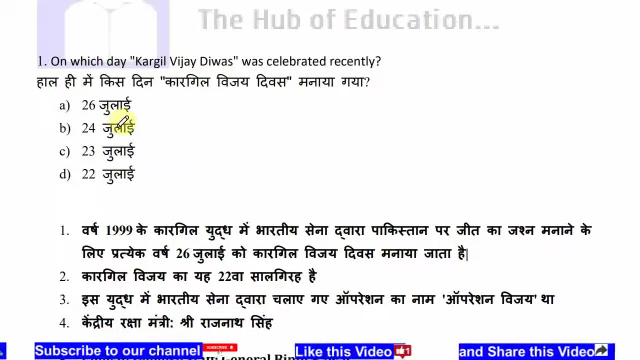 The Hub of Education...
1. On which day "Kargil Vijay Diwas" was celebrated recently?
हाल ही में किस दिन "कारगिल विजय दिवस" मनाया गया?
a) 26 जुलाई
b) 24 जुलाई
c) 23 जुलाई
d) 22 जुलाई
1. वर्ष 1999 के कारगिल युद्ध में भारतीय सेना द्वारा पाकिस्तान पर जीत का जश्न मनाने के
लिए प्रत्येक वर्ष 26 जुलाई को कारगिल विजय दिवस मनाया जाता है
2. कारगिल विजय का यह 22वा सालगिरह है
3. इस युद्ध में भारतीय सेना द्वारा चलाए गए ऑपरेशन का नाम 'ऑपरेशन विजय' था
4. केंद्रीय रक्षा मंत्री: श्री राजनाथ सिंह
Subscribe to our channel
Like this Video
and Share this Video